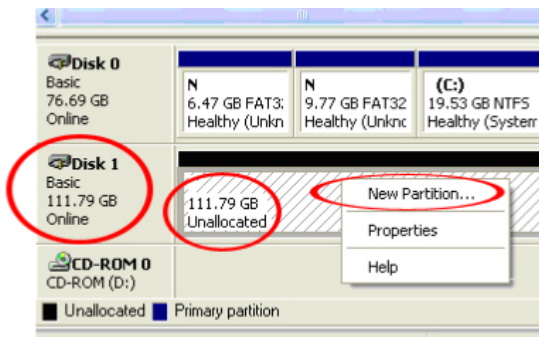 Disk 0
Basic
76.69 GB
Online
N
6.47 GB FAT3:
Healthy (Unkn
N
9.77 GB FAT32
Healthy (Unknc
(C:)
19.53 GB NTFS
Healthy (System
Disk 1
Basic
111.79 GB
Online
111.79 GB
Unallocated
New Partition...
Properties
Help
CD-ROM 0
CD-ROM (D:)
Unallocated
Primary partition